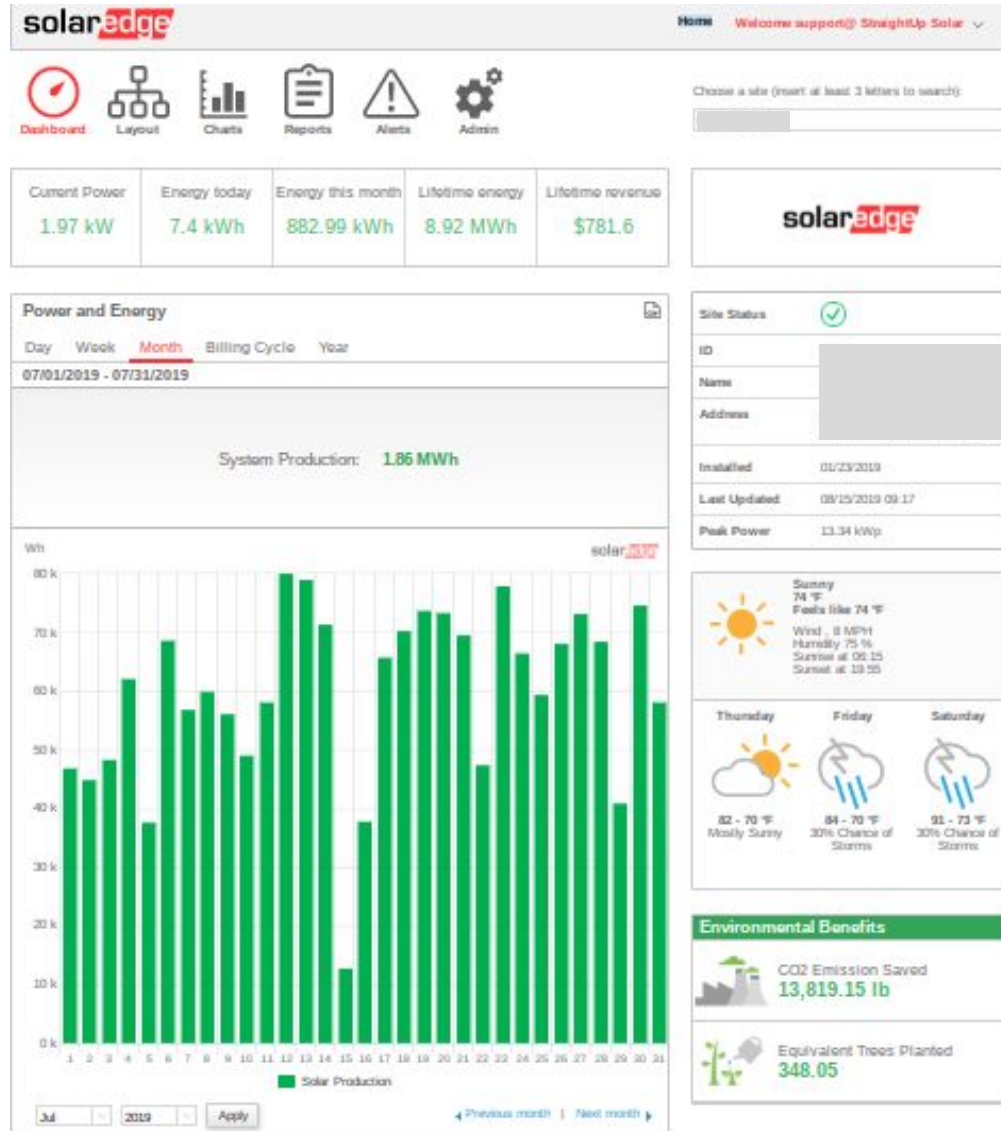 solaredge
Home Welcome support@ StraightUp Solar
Dashboard Layout Charts Reports Alerts Admin
Choose a site (insert at least 3 letters to search):
Current Power Energy today Energy this month Lifetime energy Lifetime revenue
1.97 kW 7.4 kWh 882.99 kWh 8.92 MWh $781.6
solaredge
Power and Energy
Day Week Month Billing Cycle Year
07/01/2019 - 07/31/2019
System Production: 1.86 MWh
Wh
solaredge
80 k
70 k
60 k
50 k
40 k
30 k
20 k
10 k
0 k
1 2 3 4 5 6 7 8 9 10 11 12 13 14 15 16 17 18 19 20 21 22 23 24 25 26 27 28 29 30 31
Solar Production
Jul 2019 Apply Previous month | Next month
Site Status
ID
Name
Address
Installed 01/23/2019
Last Updated 08/15/2019 09:17
Peak Power 13.34 kWp
Sunny
74 °F
Feels like 74 °F
Wind , 8 MPH
Humidity 75 %
Sunrise at 06:15
Sunset at 19:55
Thursday Friday Saturday
82 - 70 °F 84 - 70 °F 91 - 73 °F
Mostly Sunny 30% Chance of Storms 30% Chance of Storms
Environmental Benefits
CO2 Emission Saved
13,819.15 lb
Equivalent Trees Planted
348.05